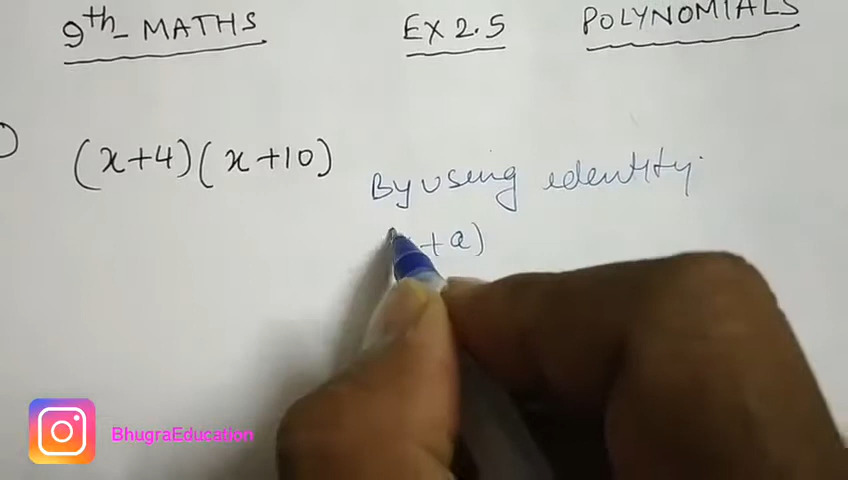 9th- MATHS EX 2.5 POLYNOMIALS
) (x+4)(x+10)
By using identity
+a)
BhugraEducation